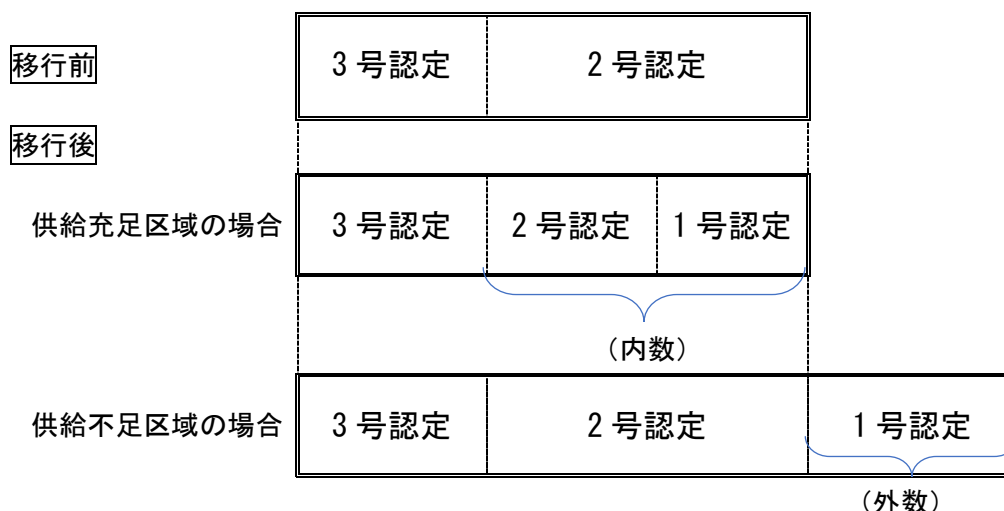 移行前
3号認定 2号認定
移行後
供給充足区域の場合 3号認定 2号認定 1号認定
（内数）
供給不足区域の場合 3号認定 2号認定 1号認定
（外数）